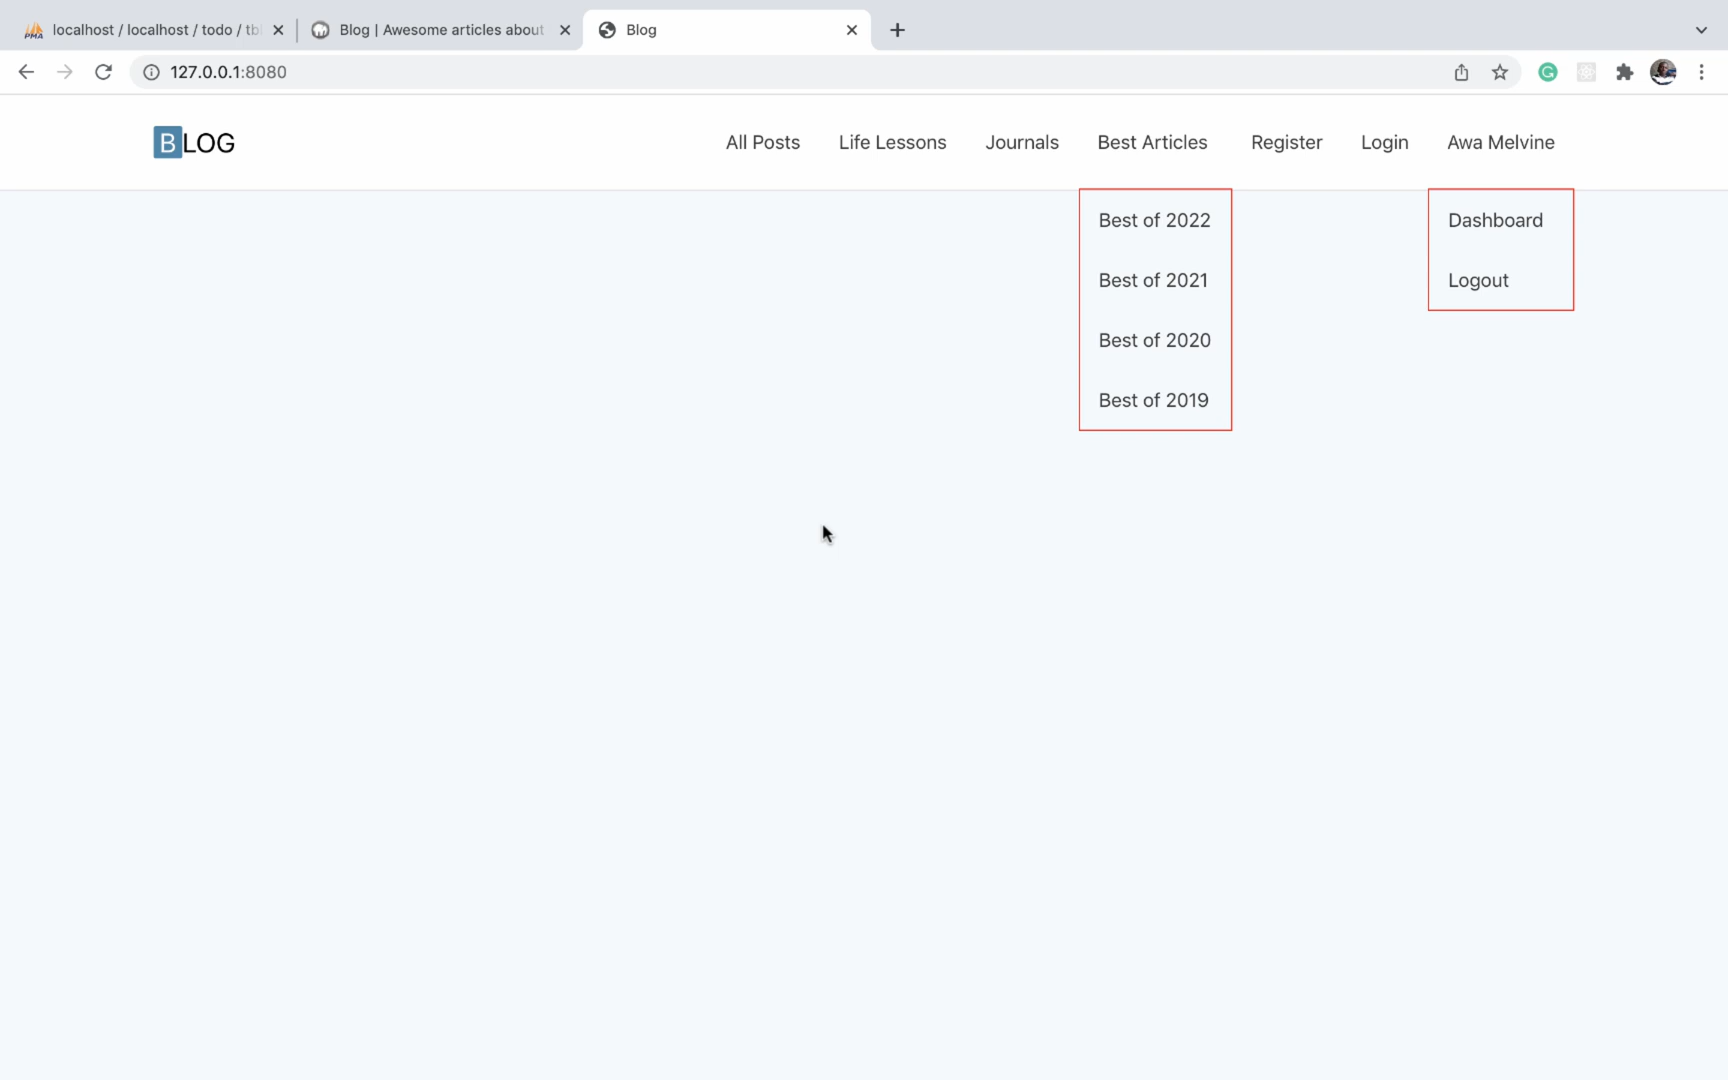 PMA localhost / localhost / todo / tb
Blog | Awesome articles about
Blog
127.0.0.1:8080
BLOG
All Posts Life Lessons Journals Best Articles Register Login Awa Melvine
Best of 2022
Best of 2021
Best of 2020
Best of 2019
Dashboard
Logout